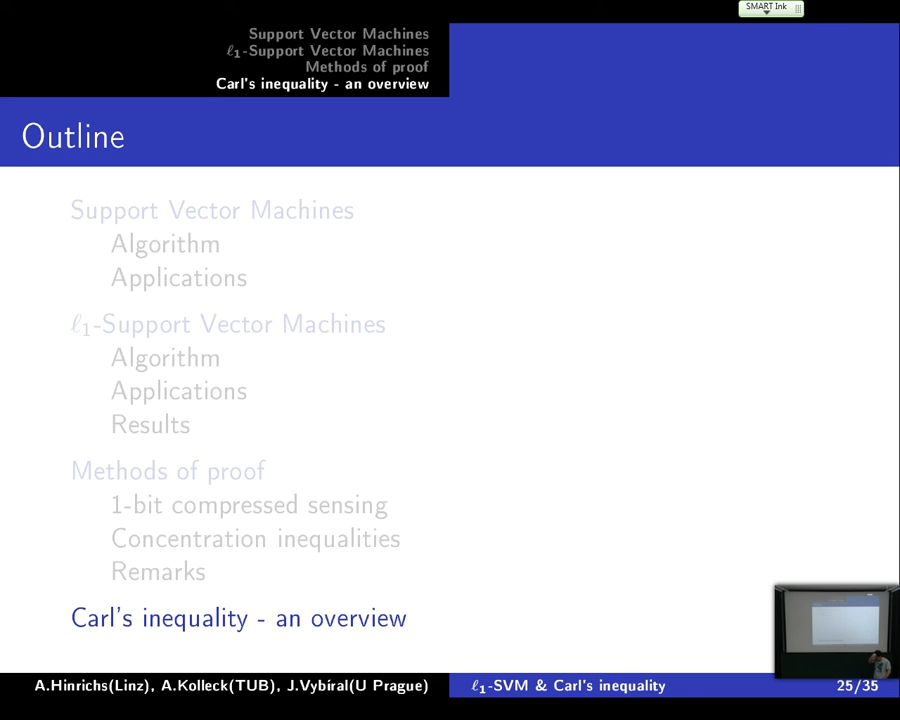 SMART Ink
Support Vector Machines
ℓ1-Support Vector Machines
Methods of proof
Carl's inequality - an overview
Outline
Support Vector Machines
Algorithm
Applications
ℓ1-Support Vector Machines
Algorithm
Applications
Results
Methods of proof
1-bit compressed sensing
Concentration inequalities
Remarks
Carl's inequality - an overview
A.Hinrichs(Linz), A.Kolleck(TUB), J.Vybíral(U Prague)
ℓ1-SVM & Carl's inequality
25/35